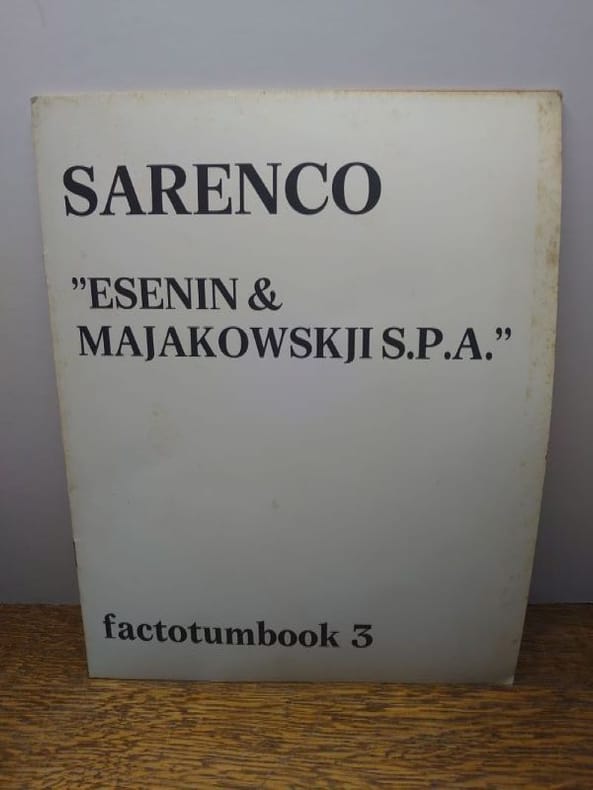 SARENCO
”ESENIN &
MAJAKOWSKJI S.P.A.”
factotumbook 3